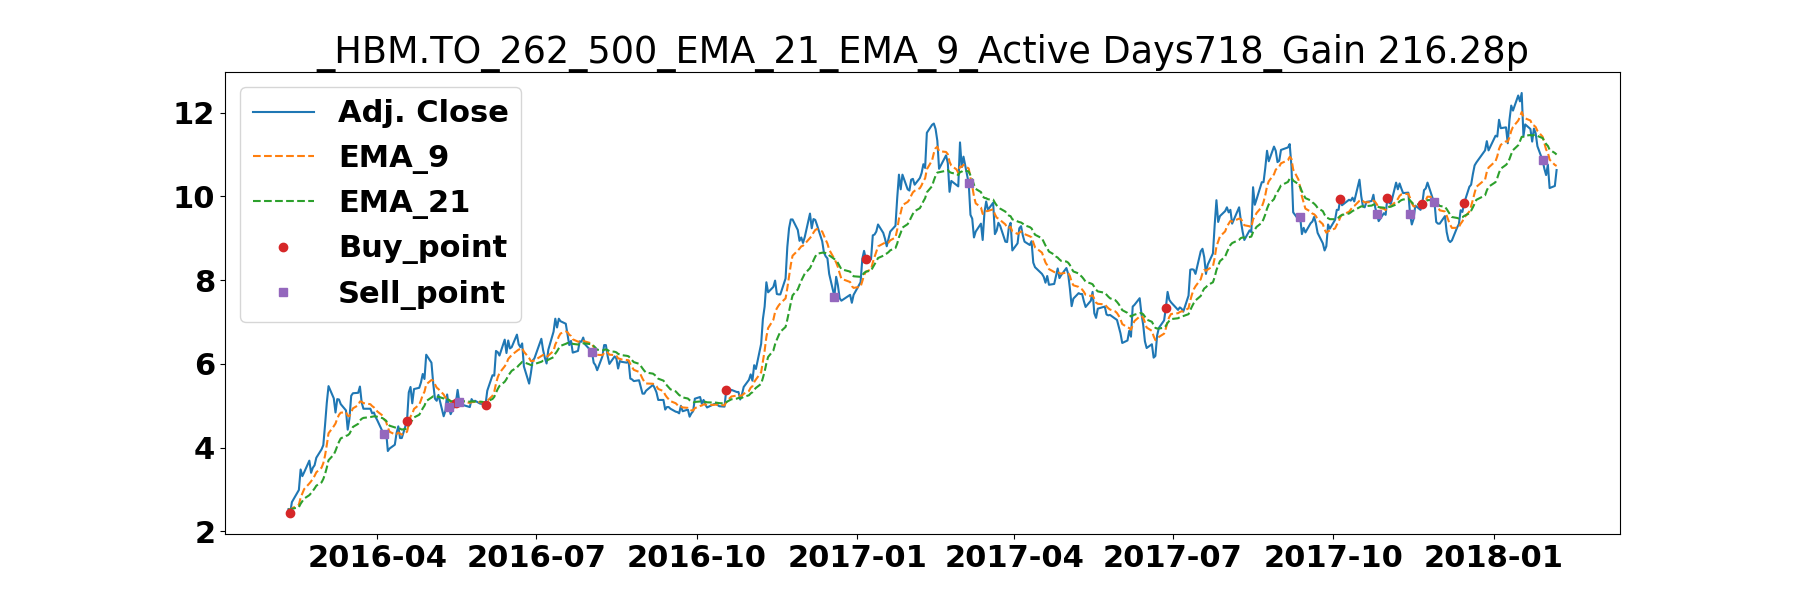 _HBM.TO_262_500_EMA_21_EMA_9_Active Days718_Gain 216.28p
Adj. Close
EMA_9
EMA_21
Buy_point
Sell_point
12
10
8
6
4
2
2016-04 2016-07 2016-10 2017-01 2017-04 2017-07 2017-10 2018-01